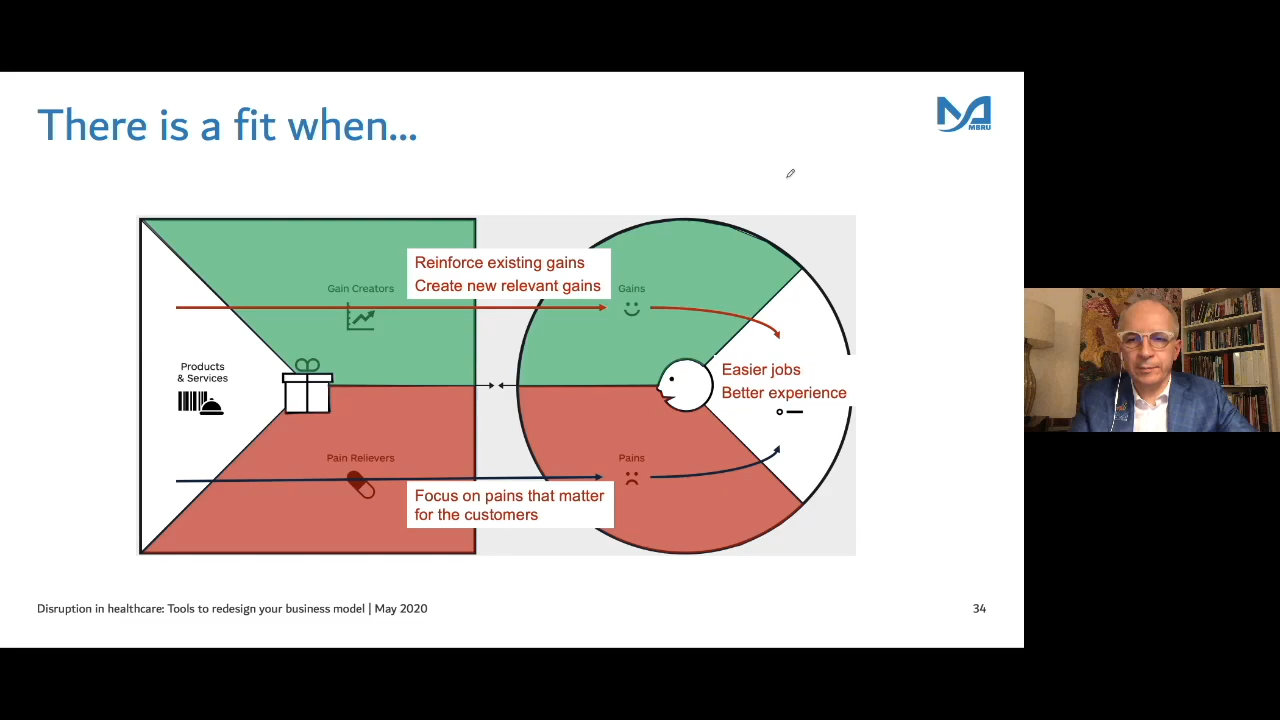 There is a fit when...
MBRU
Reinforce existing gains
Create new relevant gains
Gain Creators
Gains
Products
& Services
Easier jobs
Better experience
Pain Relievers
Pains
Focus on pains that matter
for the customers
Disruption in healthcare: Tools to redesign your business model | May 2020
34